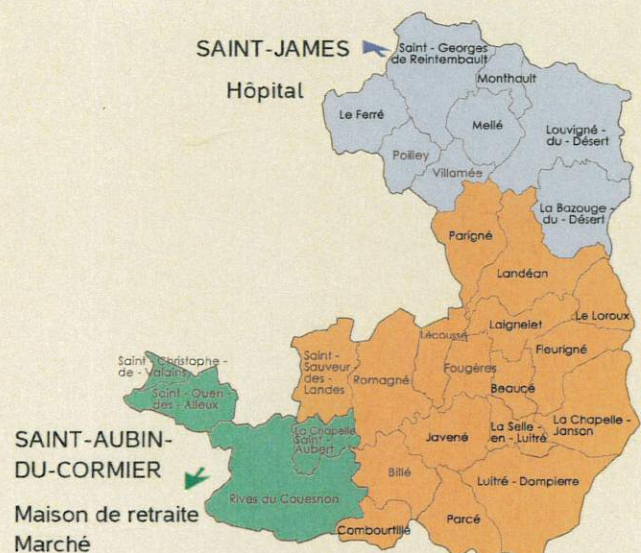 SAINT-JAMES
Hôpital
Saint - Georges
de Reintembault
Monthault
Le Ferré
Mellé
Louvigné -
- du - Désert
Poilley
Villamée
La Bazouge -
du - Désert
Parigné
Landéan
Le Loroux
Laignelet
Lécousse
Fleurigné
Saint -
Sauveur
des -
Landes
Romagné
Fougères
Beaucé
Saint - Christophe -
de - Valains
Saint - Ouen -
des - Alleux
La Chapelle
Saint -
Aubert
Javené
La Selle -
en - Luitré
La Chapelle -
Janson
SAINT-AUBIN-
DU-CORMIER
Maison de retraite
Marché
Billé
Luitré - Dompierre
Rives du Couesnon
Combourtillé
Parcé